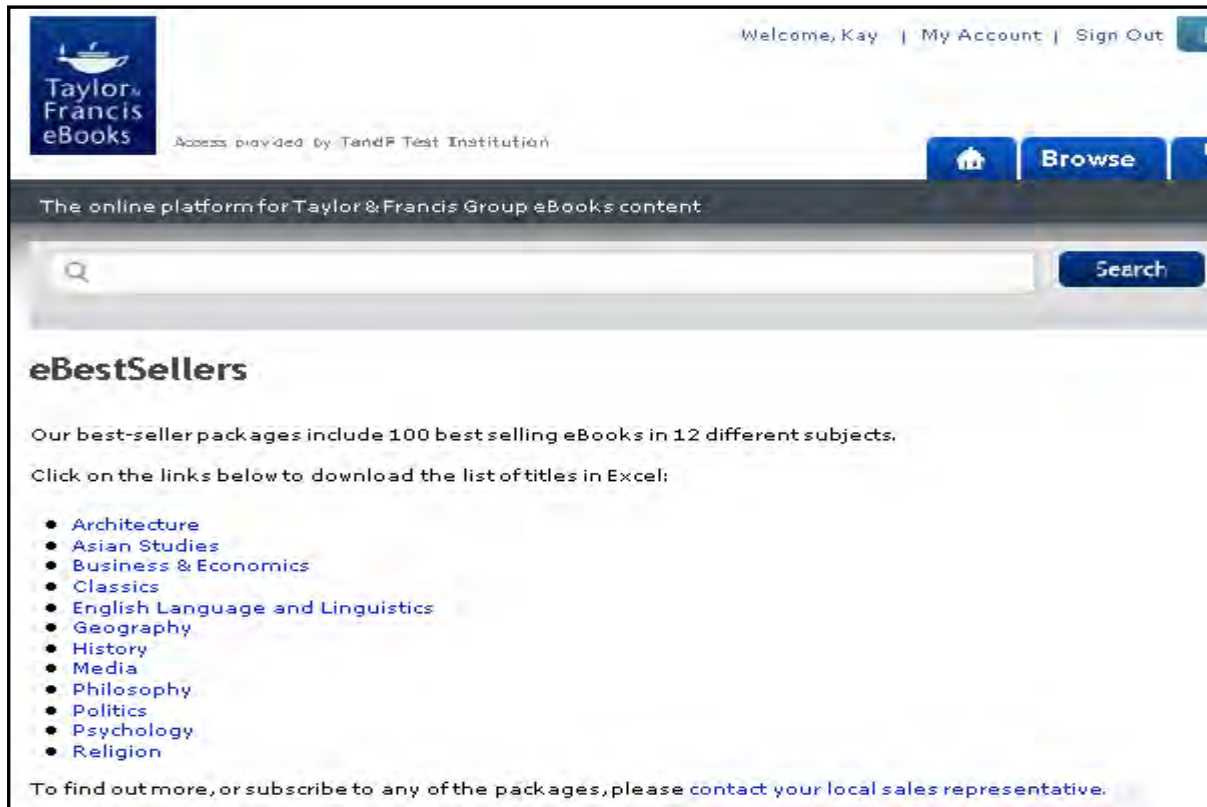 Welcome, Kay | My Account | Sign Out
Taylor &
Francis
eBooks
Access provided by TandF Test Institution
Browse
The online platform for Taylor & Francis Group eBooks content
Search
eBestSellers
Our best-seller packages include 100 best selling eBooks in 12 different subjects.
Click on the links below to download the list of titles in Excel:
• Architecture
• Asian Studies
• Business & Economics
• Classics
• English Language and Linguistics
• Geography
• History
• Media
• Philosophy
• Politics
• Psychology
• Religion
To find out more, or subscribe to any of the packages, please contact your local sales representative.